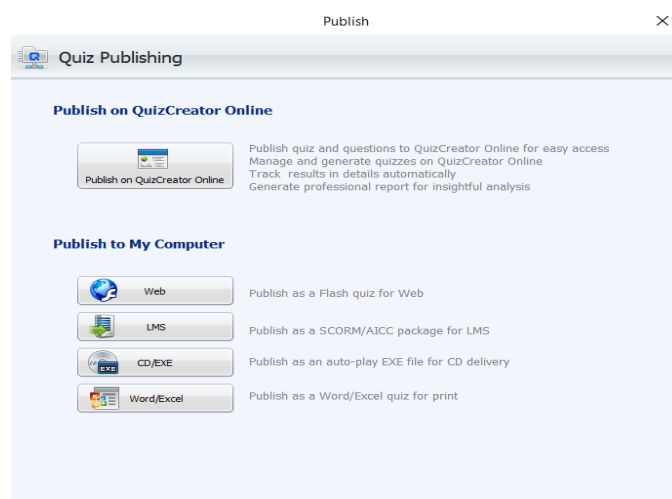 Publish
Quiz Publishing
Publish on QuizCreator Online
Publish on QuizCreator Online
Publish quiz and questions to QuizCreator Online for easy access
Manage and generate quizzes on QuizCreator Online
Track results in details automatically
Generate professional report for insightful analysis
Publish to My Computer
Web
Publish as a Flash quiz for Web
LMS
Publish as a SCORM/AICC package for LMS
CD/EXE
Publish as an auto-play EXE file for CD delivery
Word/Excel
Publish as a Word/Excel quiz for print